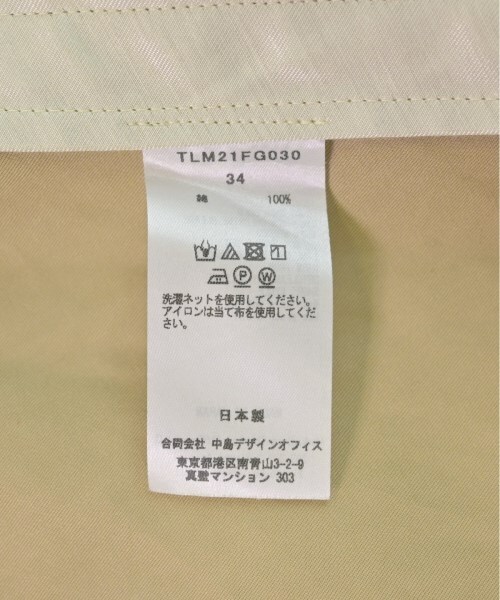 TLM21FG030
34
綿 100%
P W
洗濯ネットを使用してください。
アイロンは当て布を使用してくだ
さい。
日本製
合同会社 中島デザインオフィス
東京都港区南青山3-2-9
真壁マンション 303